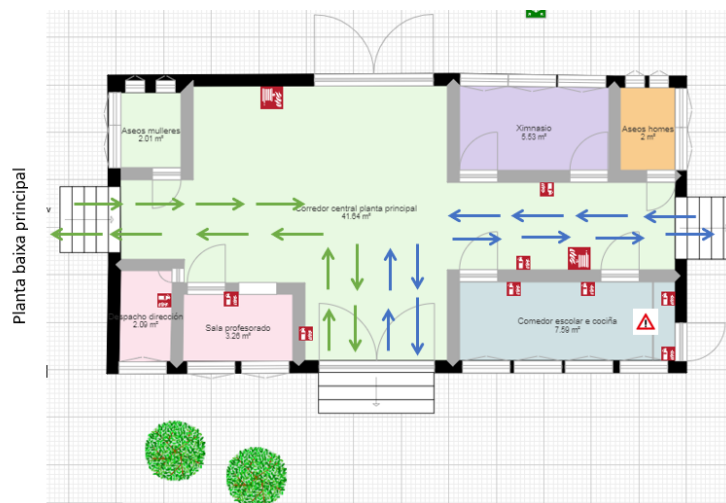 Planta baixa principal
Aseos mulleres
2.01 m²
Ximnasio
5.53 m²
Aseos homes
2 m²
Corredor central planta principal
41.64 m²
Despacho dirección
2.09 m²
Sala profesorado
3.26 m²
Comedor escolar e cociña
7.59 m²